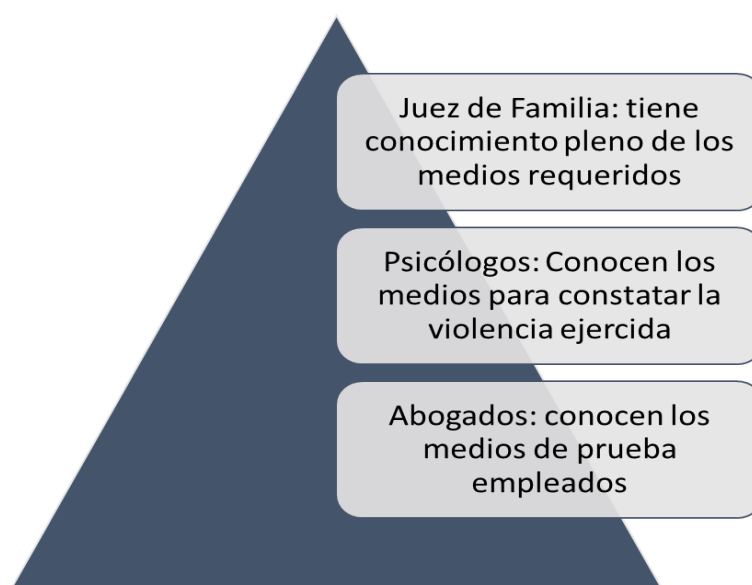 Juez de Familia: tiene
conocimiento pleno de los
medios requeridos
Psicólogos: Conocen los
medios para constatar la
violencia ejercida
Abogados: conocen los
medios de prueba
empleados